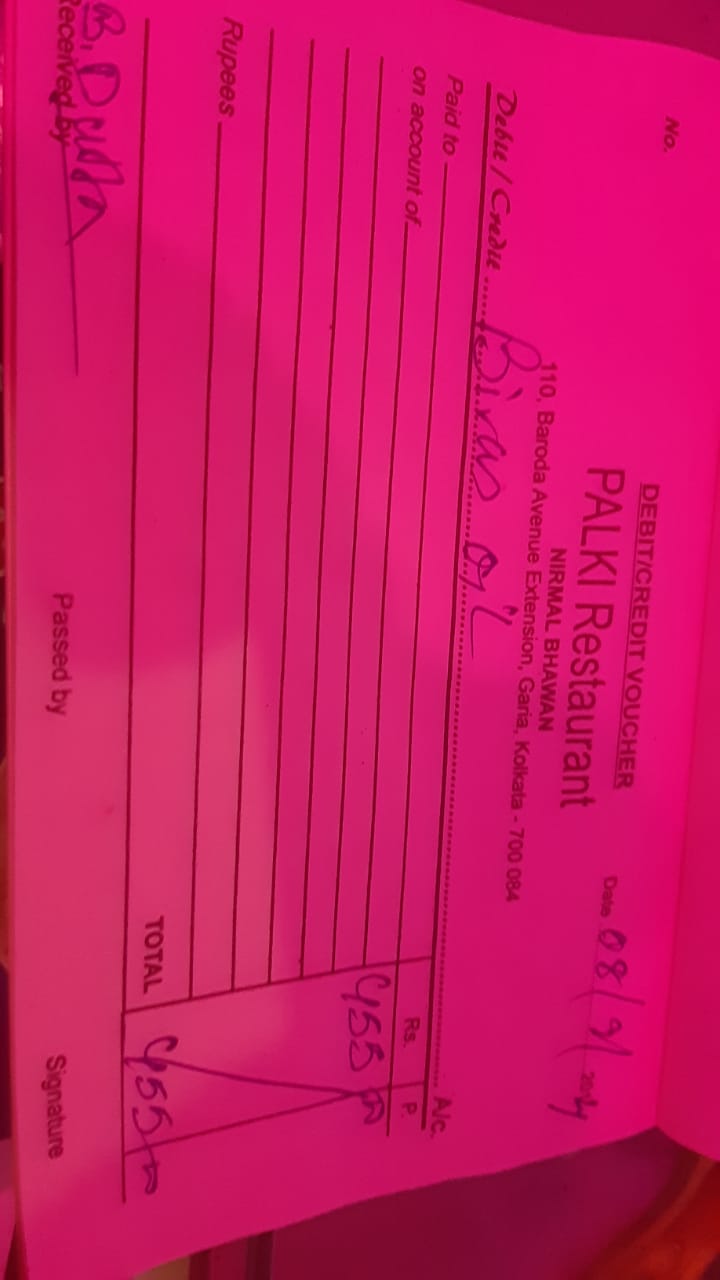 No.
DEBIT/CREDIT VOUCHER
PALKI Restaurant
NIRMAL BHAWAN
110, Baroda Avenue Extension, Garia, Kolkata - 700 084
Date 08/9/2024
Debit / Credit Bikas oil A/c.
Paid to
on account of Rs. P.
455 00
Rupees
TOTAL 455 00
B. Dutta
Received by Passed by Signature